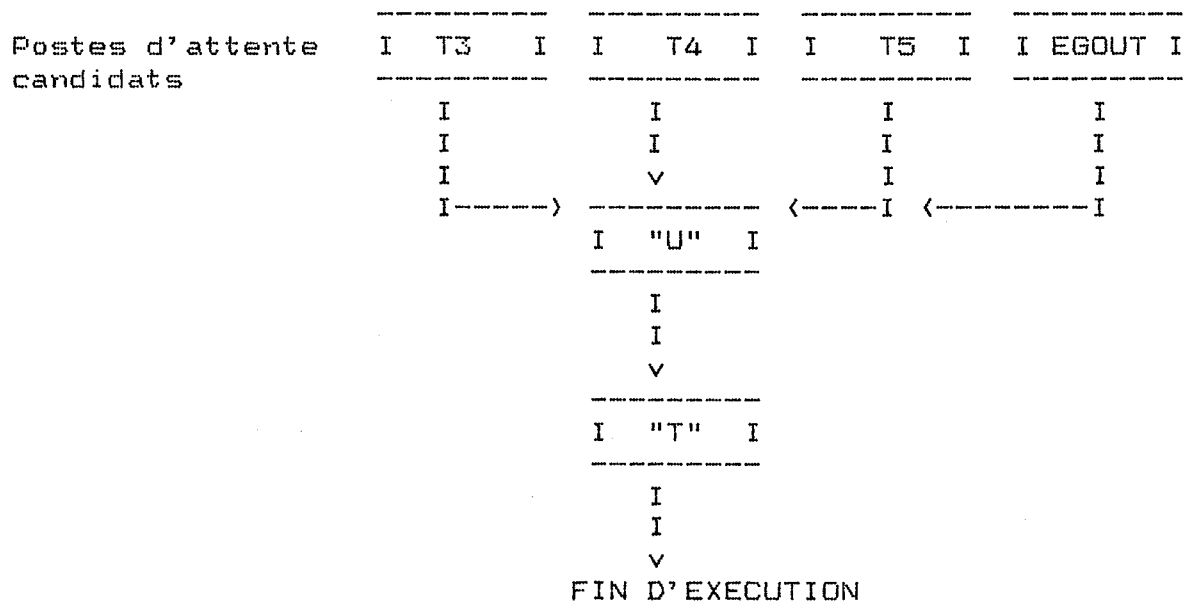 Postes d'attente I T3 I I T4 I I T5 I I EGOUT I
candidats
I "U" I
I "T" I
FIN D'EXECUTION